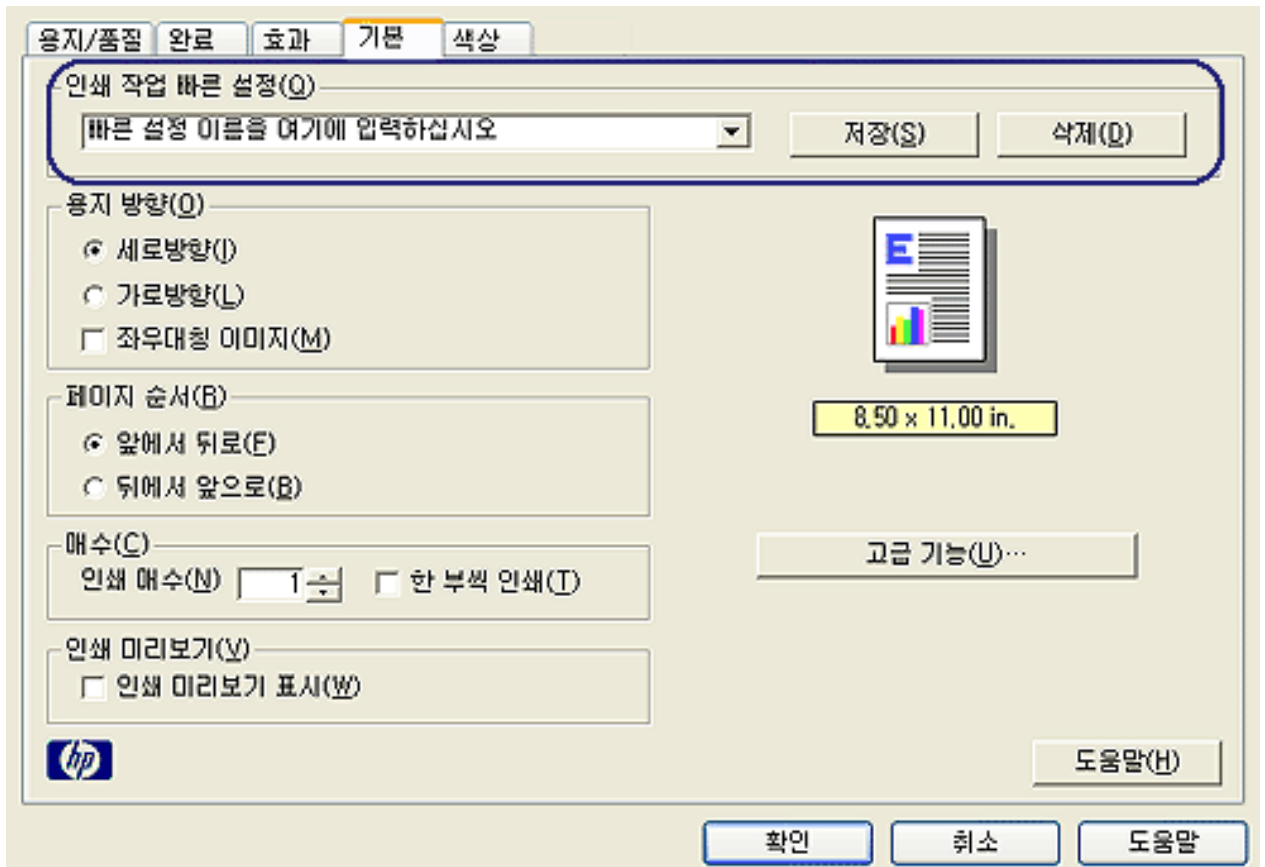 용지/품질 완료 효과 기본 색상
인쇄 작업 빠른 설정(Q)
빠른 설정 이름을 여기에 입력하십시오 저장(S) 삭제(D)
용지 방향(O)
세로방향(I)
가로방향(L)
좌우대칭 이미지(M)
E
8.50 x 11.00 in.
페이지 순서(R)
앞에서 뒤로(F)
뒤에서 앞으로(B)
고급 기능(U)...
매수(C)
인쇄 매수(N) 1 한 부씩 인쇄(T)
인쇄 미리보기(V)
인쇄 미리보기 표시(W)
hp
도움말(H)
확인 취소 도움말